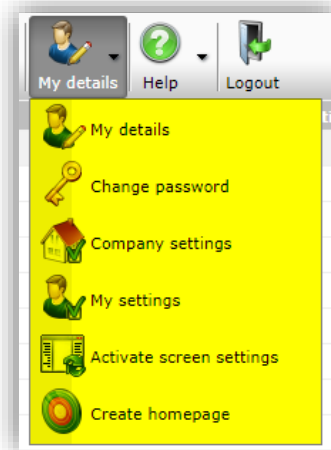 My details Help Logout
My details
Change password
Company settings
My settings
Activate screen settings
Create homepage